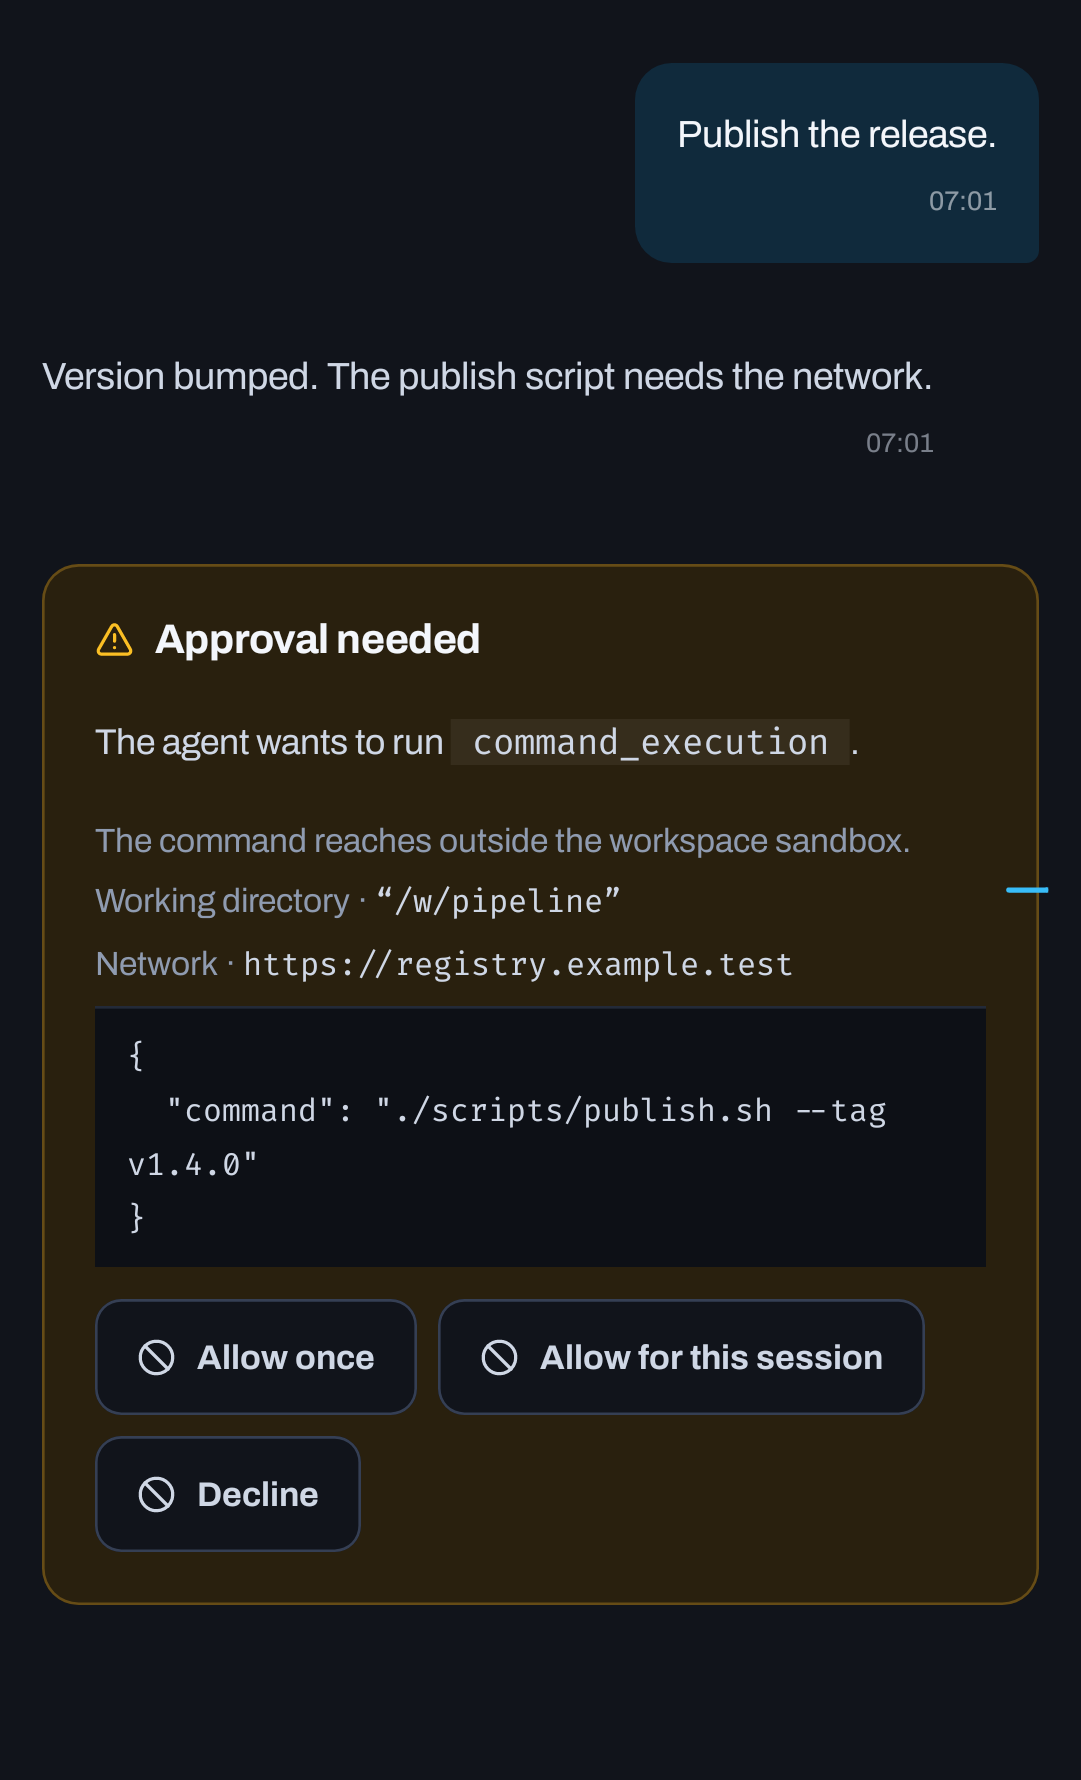 Publish the release.
07:01
Version bumped. The publish script needs the network.
07:01
Approval needed
The agent wants to run command_execution .
The command reaches outside the workspace sandbox.
Working directory · “/w/pipeline”
Network · https://registry.example.test
{
  "command": "./scripts/publish.sh --tag
v1.4.0"
}
Allow once
Allow for this session
Decline